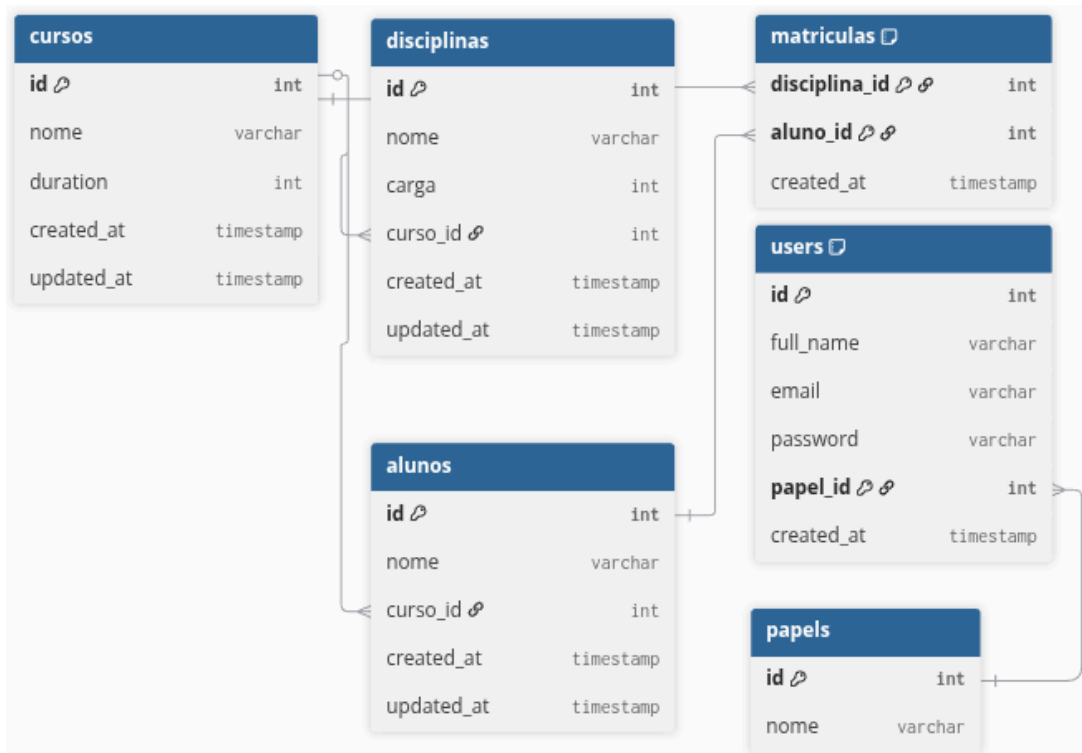 cursos
id int
nome varchar
duration int
created_at timestamp
updated_at timestamp
disciplinas
id int
nome varchar
carga int
curso_id int
created_at timestamp
updated_at timestamp
matriculas
disciplina_id int
aluno_id int
created_at timestamp
users
id int
full_name varchar
email varchar
password varchar
papel_id int
created_at timestamp
alunos
id int
nome varchar
curso_id int
created_at timestamp
updated_at timestamp
papels
id int
nome varchar